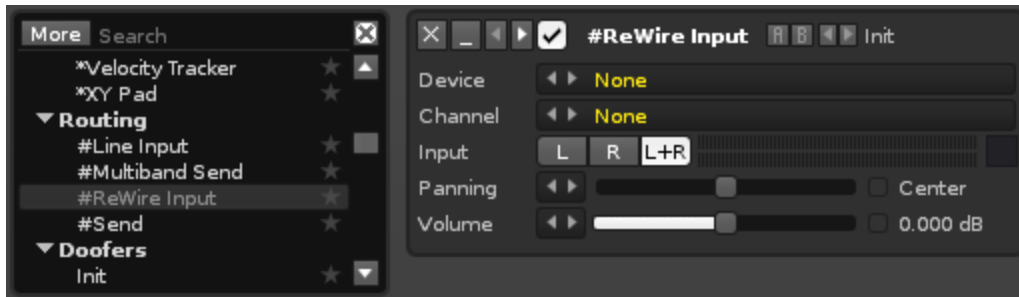 More Search
*Velocity Tracker
*XY Pad
Routing
#Line Input
#Multiband Send
#ReWire Input
#Send
Doofers
Init
#ReWire Input A B Init
Device None
Channel None
Input L R L+R
Panning Center
Volume 0.000 dB